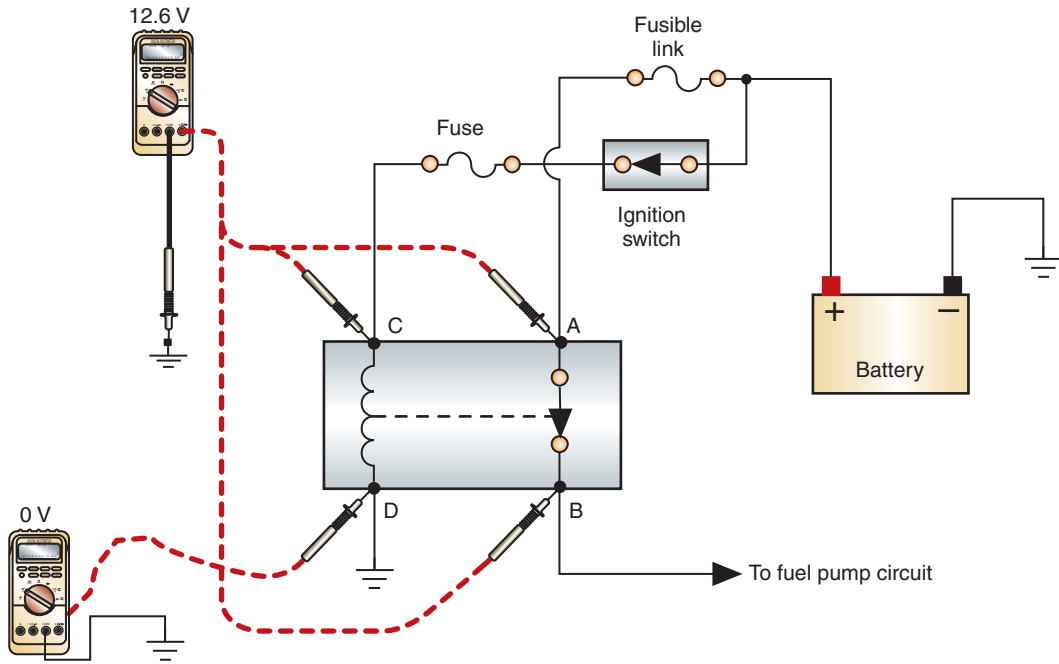 12.6 V
Fusible
link
Fuse
Ignition
switch
C
A
+
−
Battery
D
B
0 V
To fuel pump circuit